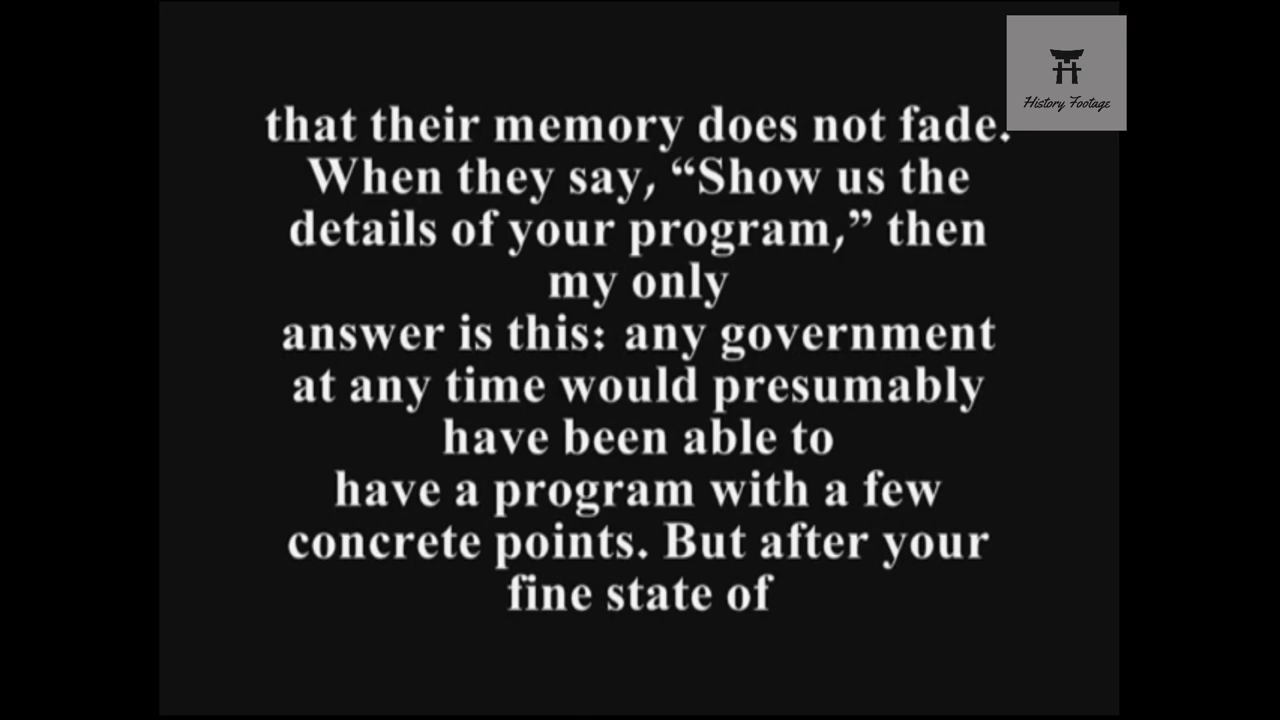 History Footage
that their memory does not fade.
When they say, “Show us the
details of your program,” then
my only
answer is this: any government
at any time would presumably
have been able to
have a program with a few
concrete points. But after your
fine state of